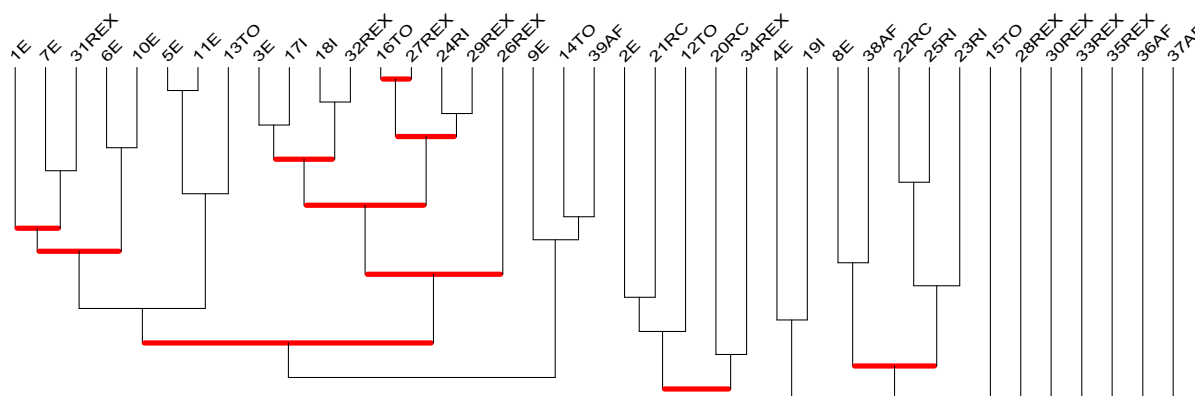 1E 7E 31REX 6E 10E 5E 11E 13TO 3E 17I 18I 32REX 16TO 27REX 24RI 29REX 26REX 9E 14TO 39AF 2E 21RC 12TO 20RC 34REX 4E 19I 8E 38AF 22RC 25RI 23RI 15TO 28REX 30REX 33REX 35REX 36AF 37AF